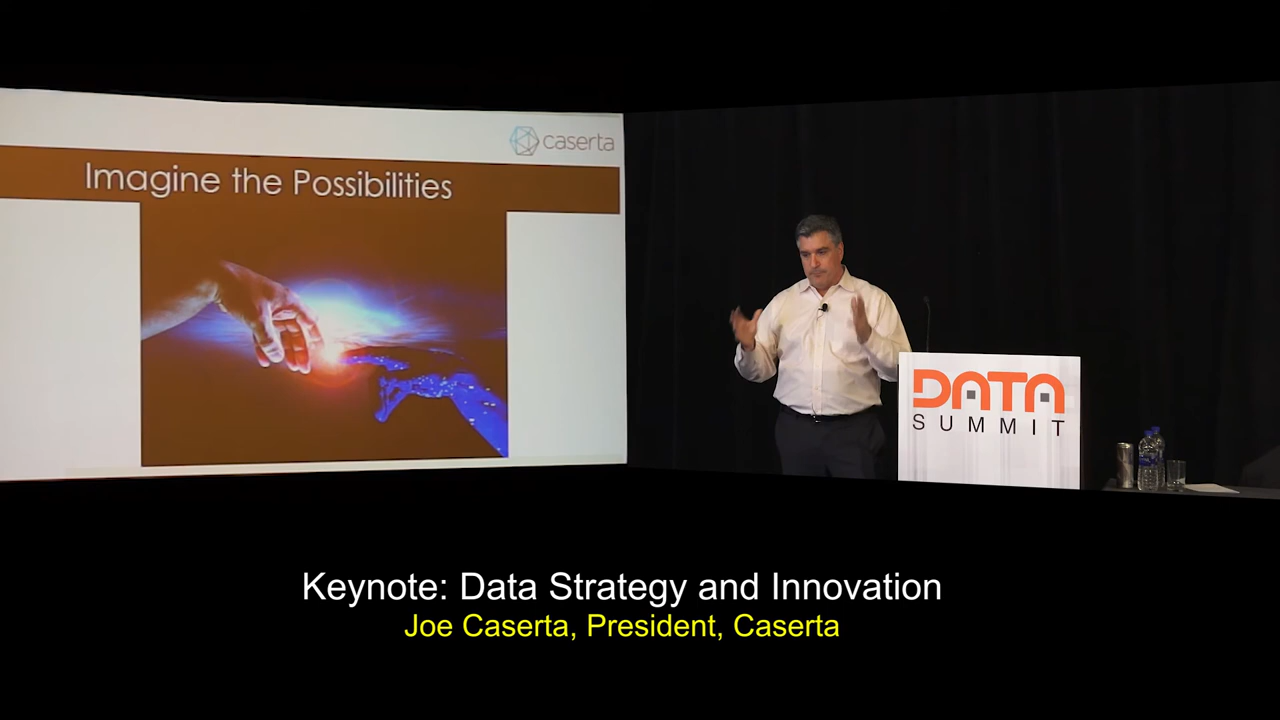 caserta
Imagine the Possibilities
DATA
SUMMIT
Keynote: Data Strategy and Innovation
Joe Caserta, President, Caserta